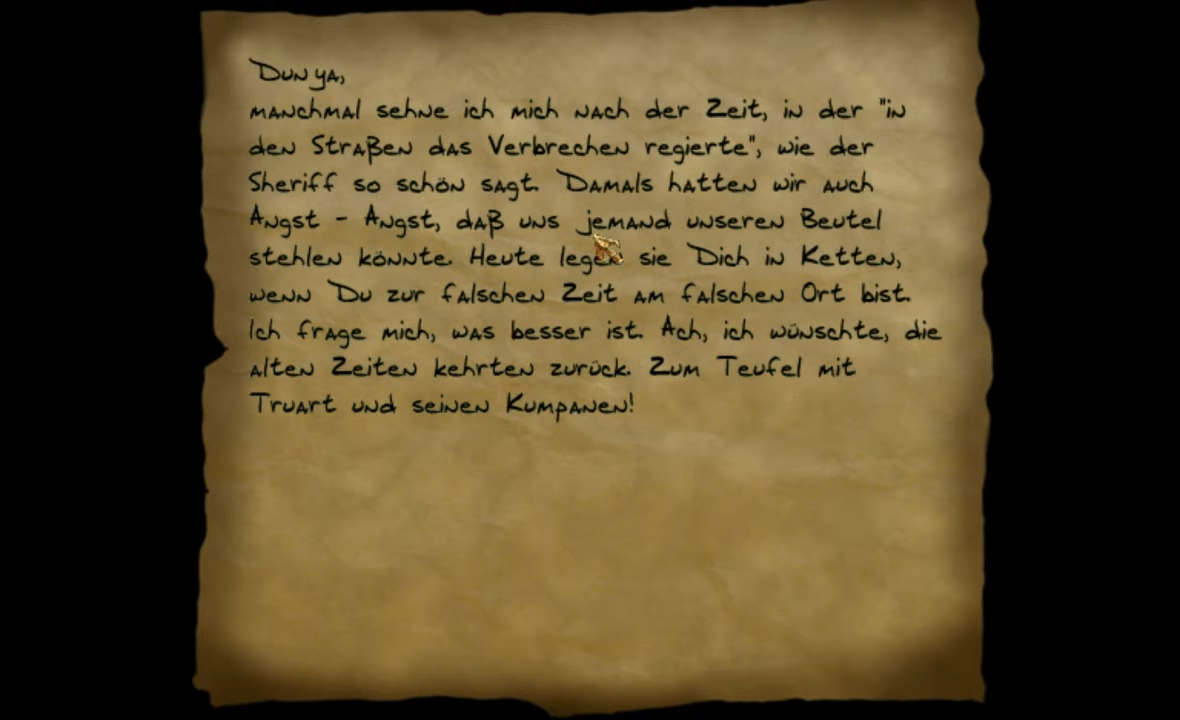 Dunya,
manchmal sehne ich mich nach der Zeit, in der "in
den Straßen das Verbrechen regierte", wie der
Sheriff so schön sagt. Damals hatten wir auch
Angst - Angst, daß uns jemand unseren Beutel
stehlen könnte. Heute legen sie Dich in Ketten,
wenn Du zur falschen Zeit am falschen Ort bist.
Ich frage mich, was besser ist. Ach, ich wünschte, die
alten Zeiten kehrten zurück. Zum Teufel mit
Truart und seinen Kumpanen!